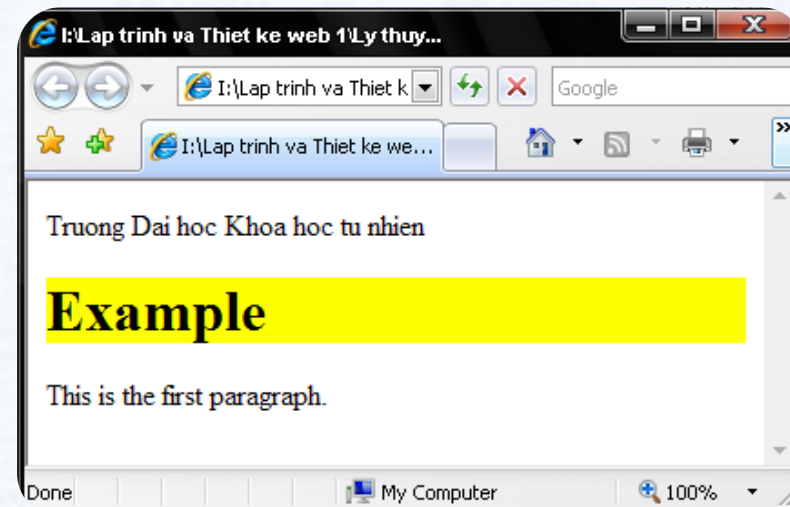 I:\Lap trinh va Thiet ke web 1\Ly thuy...
I:\Lap trinh va Thiet k
Google
I:\Lap trinh va Thiet ke we...
Truong Dai hoc Khoa hoc tu nhien
Example
This is the first paragraph.
Done
My Computer
100%